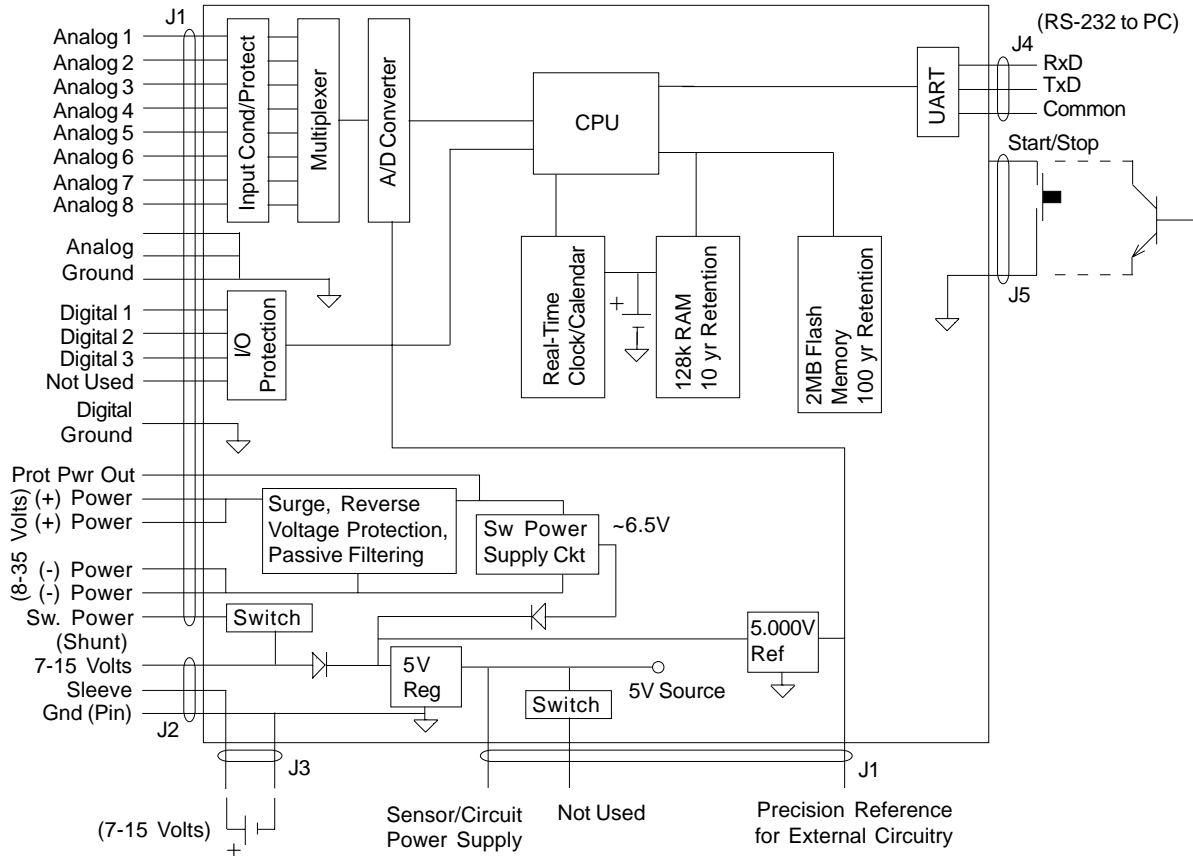 J1
(RS-232 to PC)
J4
Analog 1
Analog 2
Analog 3
Analog 4
Analog 5
Analog 6
Analog 7
Analog 8
Input Cond/Protect
Multiplexer
A/D Converter
CPU
UART
RxD
TxD
Common
Start/Stop
J5
Analog
Ground
Digital 1
Digital 2
Digital 3
Not Used
I/O
Protection
Digital
Ground
Real-Time
Clock/Calendar
+
128k RAM
10 yr Retention
2MB Flash
Memory
100 yr Retention
Prot Pwr Out
(8-35 Volts)
(+) Power
(+) Power
(-) Power
(-) Power
Sw. Power
(Shunt)
Surge, Reverse
Voltage Protection,
Passive Filtering
Sw Power
Supply Ckt
~6.5V
Switch
7-15 Volts
Sleeve
Gnd (Pin)
J2
5V
Reg
Switch
5V Source
5.000V
Ref
J3
J1
(7-15 Volts)
+
Sensor/Circuit
Power Supply
Not Used
Precision Reference
for External Circuitry